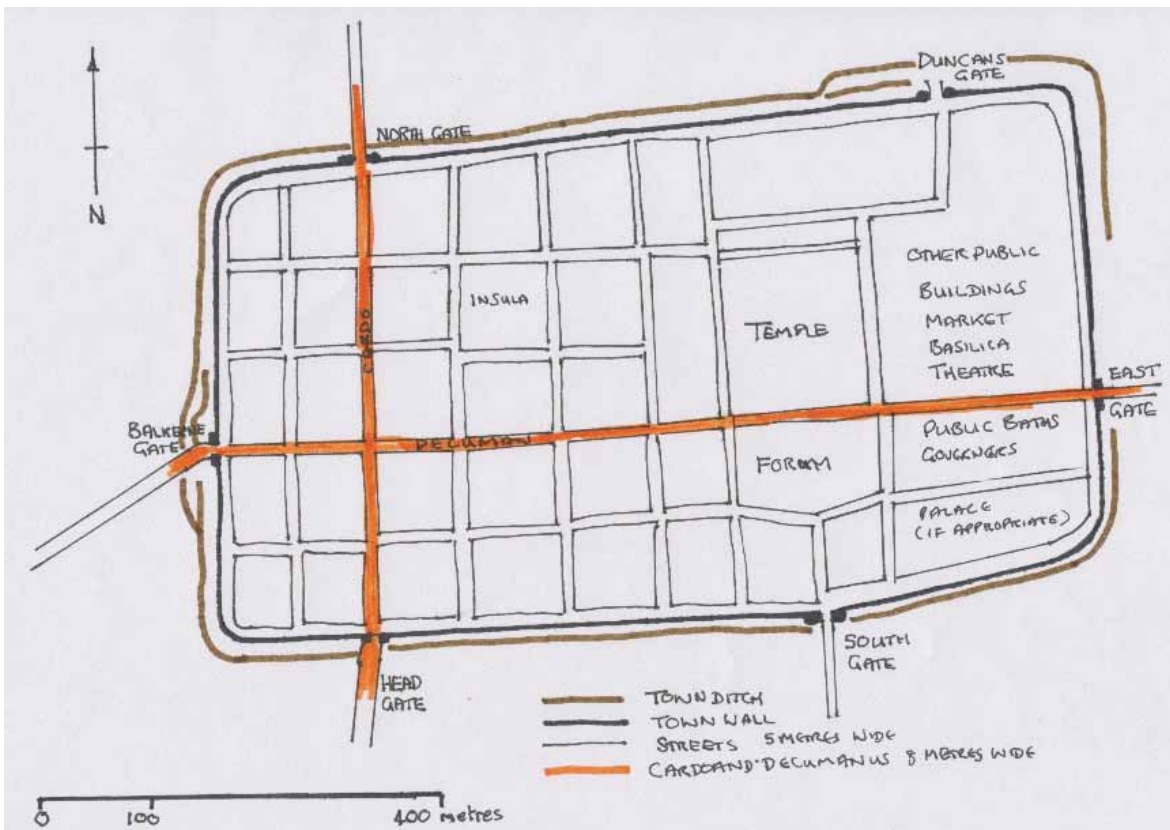 DUNCANS
GATE
NORTH GATE
N
CARDO
INSULA
OTHER PUBLIC
BUILDINGS
MARKET
BASILICA
THEATRE
TEMPLE
EAST
GATE
BALKERNE
GATE
DECUMAN
PUBLIC BATHS
GOVENERS
FORUM
PALACE
(IF APPROPRIATE)
SOUTH
GATE
HEAD
GATE
TOWN DITCH
TOWN WALL
STREETS 5 METRES WIDE
CARDO AND DECUMANUS 8 METRES WIDE
0 100 400 metres